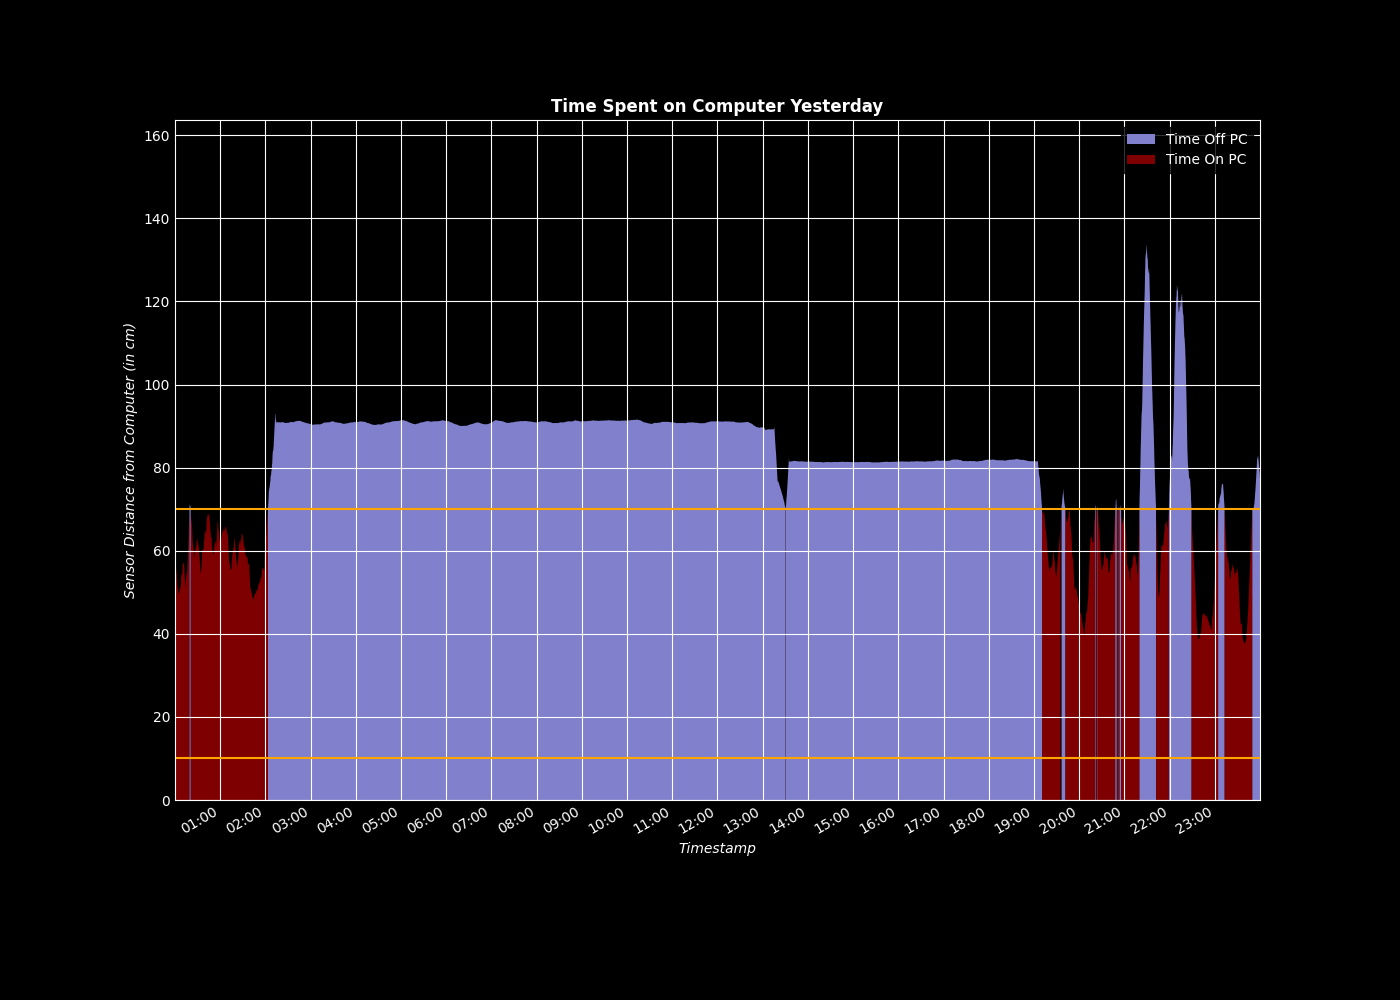 Time Spent on Computer Yesterday
Time Off PC
Time On PC
Sensor Distance from Computer (in cm)
160
140
120
100
80
60
40
20
0
01:00 02:00 03:00 04:00 05:00 06:00 07:00 08:00 09:00 10:00 11:00 12:00 13:00 14:00 15:00 16:00 17:00 18:00 19:00 20:00 21:00 22:00 23:00
Timestamp